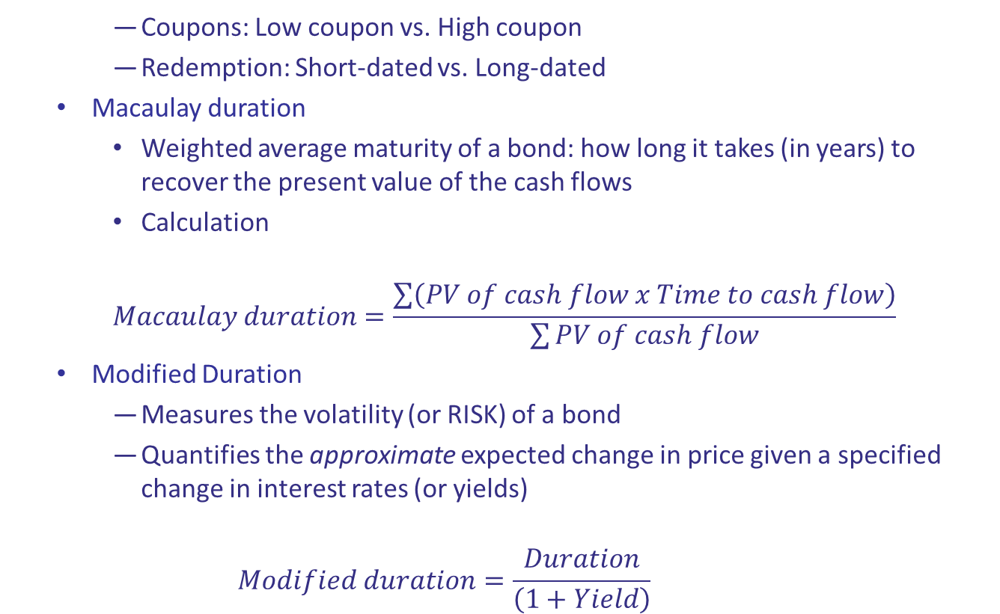 — Coupons: Low coupon vs. High coupon
— Redemption: Short-dated vs. Long-dated
• Macaulay duration
• Weighted average maturity of a bond: how long it takes (in years) to
recover the present value of the cash flows
• Calculation
Macaulay duration = ∑(PV of cash flow x Time to cash flow) / ∑ PV of cash flow
• Modified Duration
— Measures the volatility (or RISK) of a bond
— Quantifies the approximate expected change in price given a specified
change in interest rates (or yields)
Modified duration = Duration / (1 + Yield)